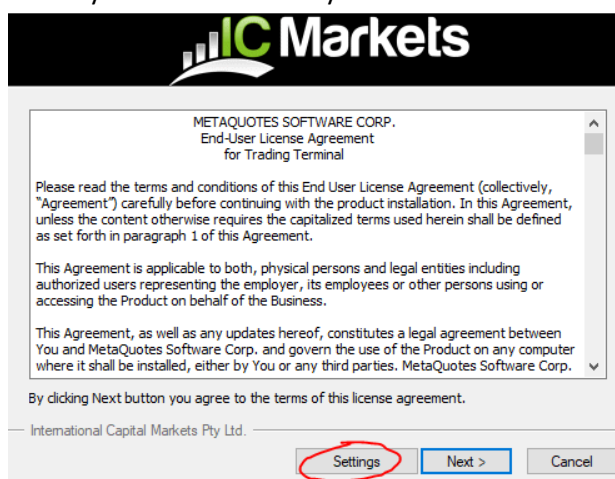 IC Markets
METAQUOTES SOFTWARE CORP.
End-User License Agreement
for Trading Terminal
Please read the terms and conditions of this End User License Agreement (collectively,
"Agreement") carefully before continuing with the product installation. In this Agreement,
unless the content otherwise requires the capitalized terms used herein shall be defined
as set forth in paragraph 1 of this Agreement.
This Agreement is applicable to both, physical persons and legal entities including
authorized users representing the employer, its employees or other persons using or
accessing the Product on behalf of the Business.
This Agreement, as well as any updates hereof, constitutes a legal agreement between
You and MetaQuotes Software Corp. and govern the use of the Product on any computer
where it shall be installed, either by You or any third parties. MetaQuotes Software Corp.
By clicking Next button you agree to the terms of this license agreement.
International Capital Markets Pty Ltd.
Settings Next > Cancel